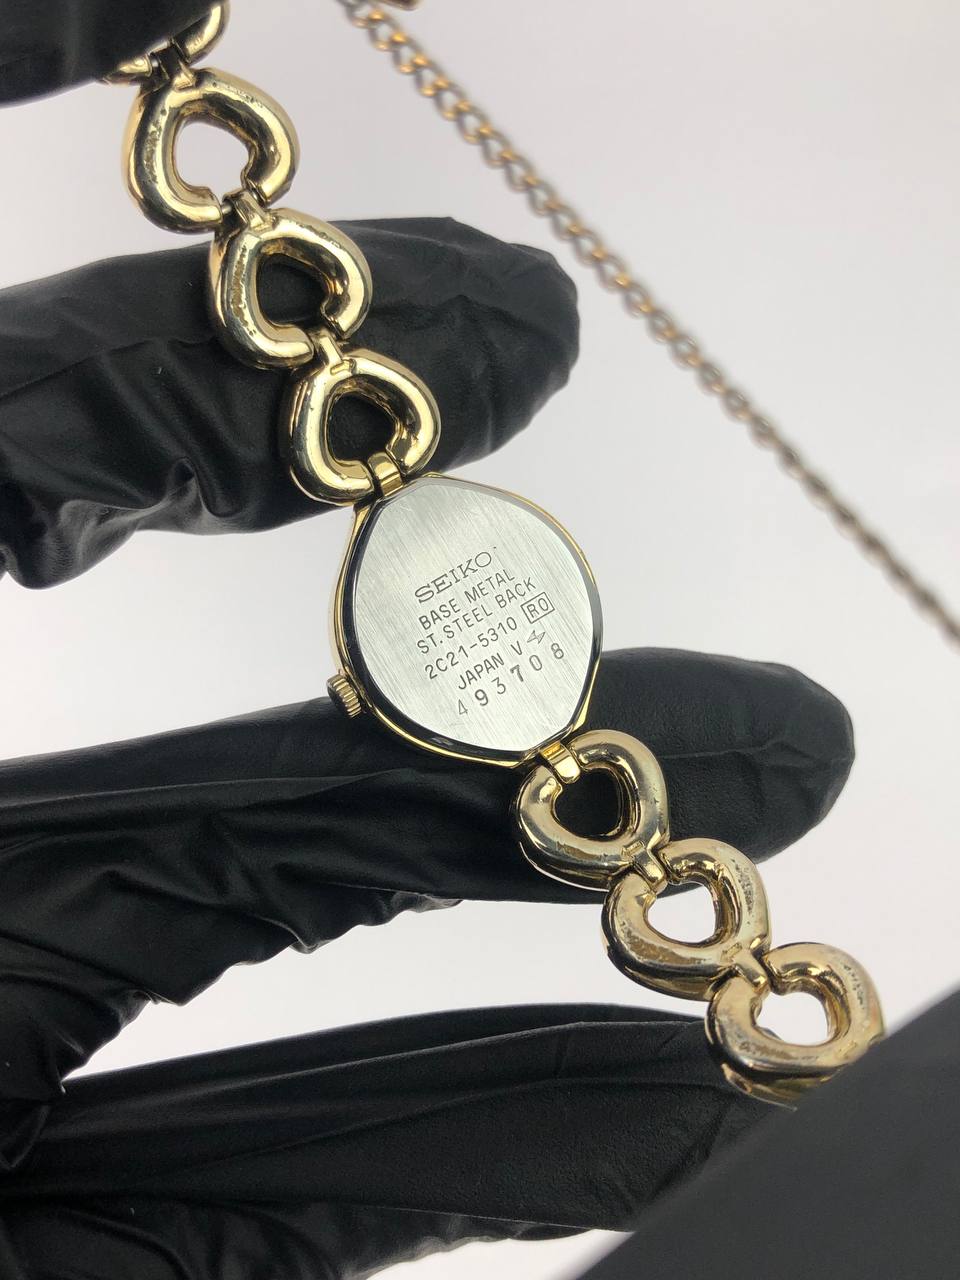 SEIKO
BASE METAL
ST. STEEL BACK
2C21-5310 RO
JAPAN V
493708